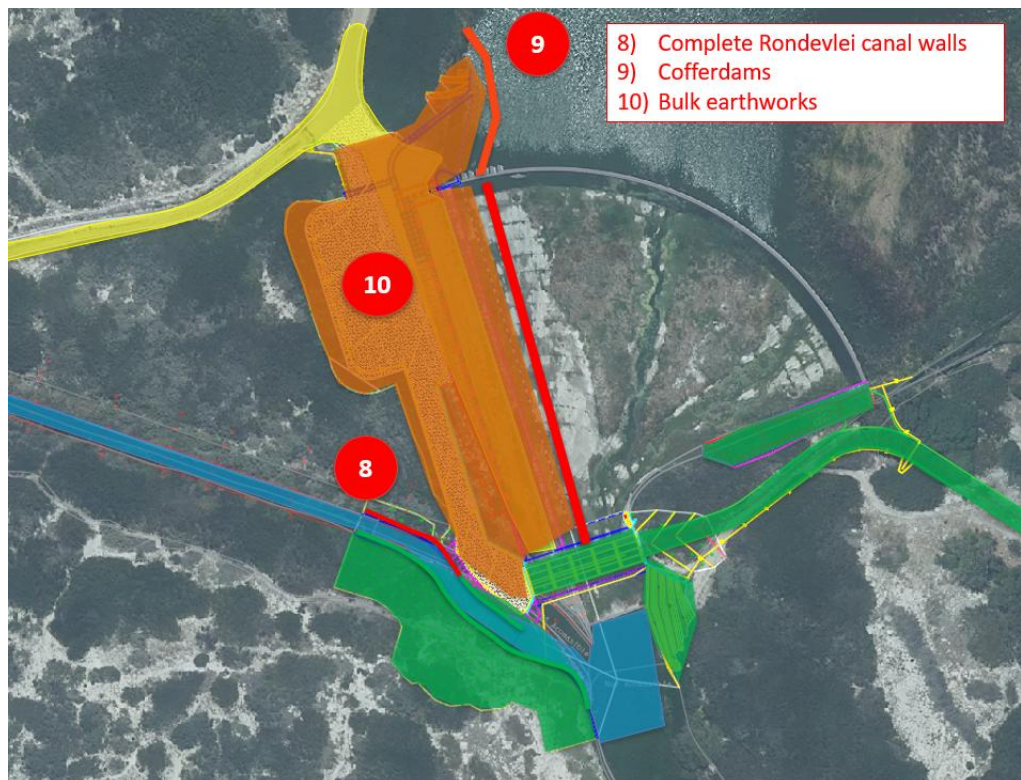 9
8) Complete Rondevlei canal walls
9) Cofferdams
10) Bulk earthworks
10
8